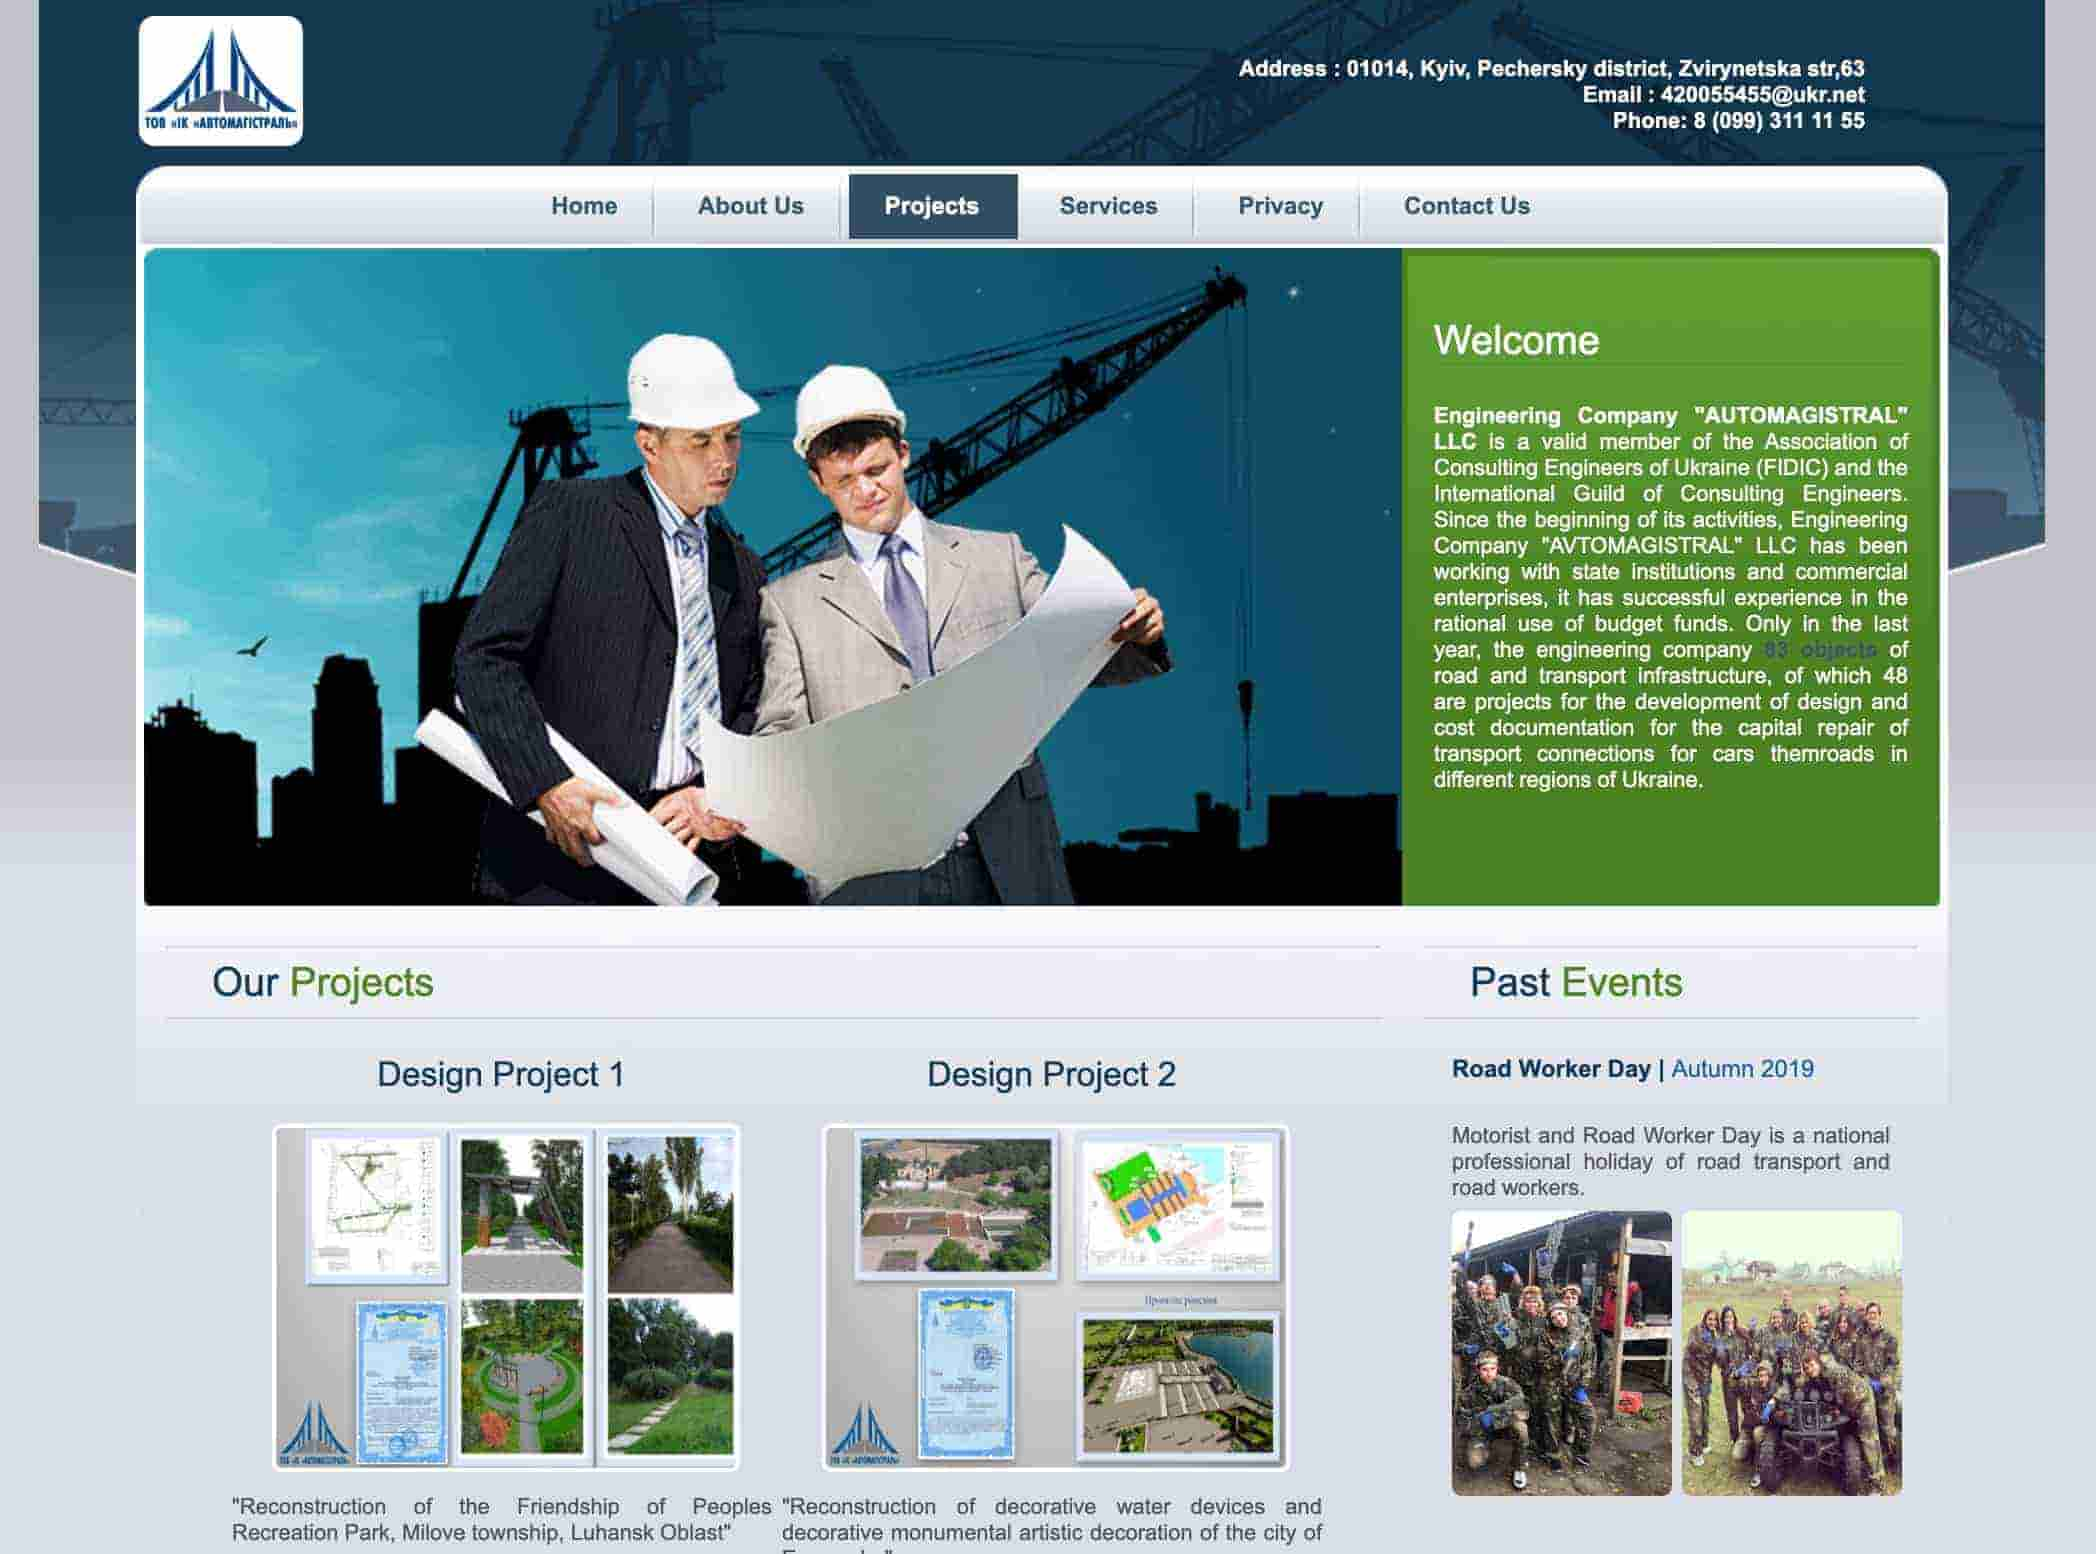 ТОВ «ІК «АВТОМАГІСТРАЛЬ»
Address : 01014, Kyiv, Pechersky district, Zvirynetska str,63
Email : 420055455@ukr.net
Phone: 8 (099) 311 11 55
Home About Us Projects Services Privacy Contact Us
Welcome
Engineering Company "AUTOMAGISTRAL"
LLC is a valid member of the Association of
Consulting Engineers of Ukraine (FIDIC) and the
International Guild of Consulting Engineers.
Since the beginning of its activities, Engineering
Company "AVTOMAGISTRAL" LLC has been
working with state institutions and commercial
enterprises, it has successful experience in the
rational use of budget funds. Only in the last
year, the engineering company 83 objects of
road and transport infrastructure, of which 48
are projects for the development of design and
cost documentation for the capital repair of
transport connections for cars themroads in
different regions of Ukraine.
Our Projects
Design Project 1
ТОВ «ІК «АВТОМАГІСТРАЛЬ»
"Reconstruction of the Friendship of Peoples
Recreation Park, Milove township, Luhansk Oblast"
Design Project 2
ТОВ «ІК «АВТОМАГІСТРАЛЬ»
"Reconstruction of decorative water devices and
decorative monumental artistic decoration of the city of
Past Events
Road Worker Day | Autumn 2019
Motorist and Road Worker Day is a national
professional holiday of road transport and
road workers.